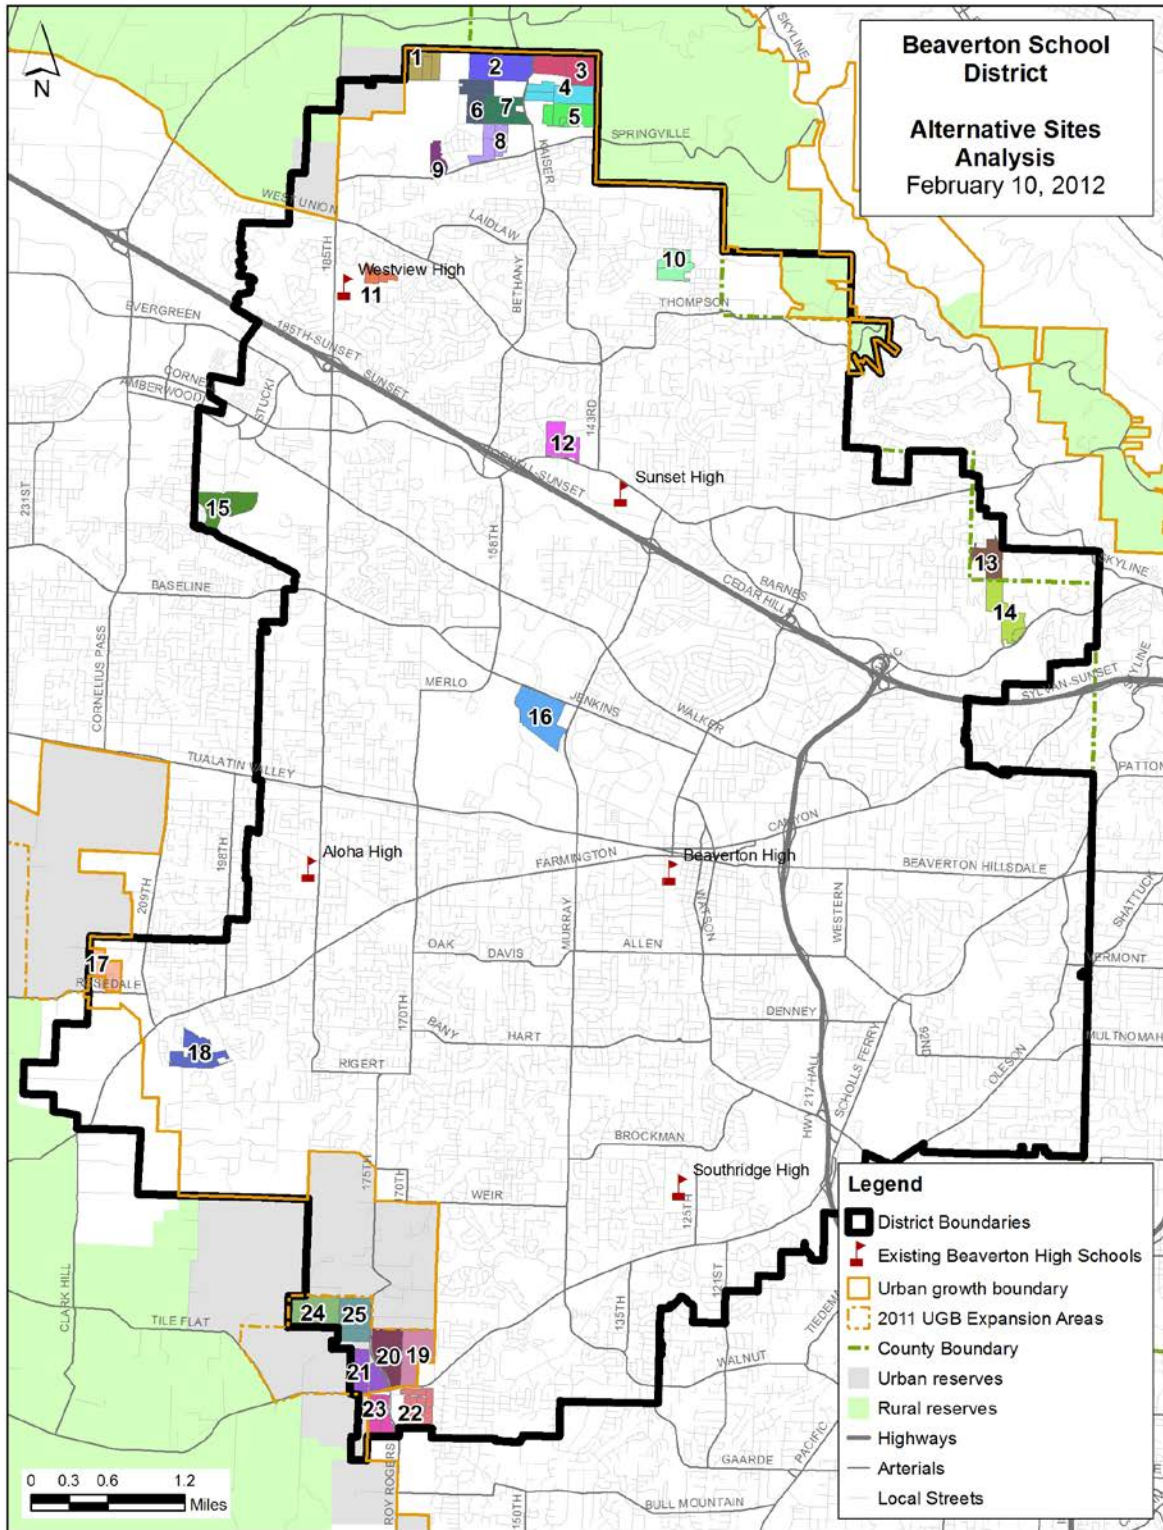 Beaverton School
District
Alternative Sites
Analysis
February 10, 2012
N
SKYLINE
SKYLINE
1
2
3
4
5
6
7
8
9
KAISER
SPRINGVILLE
WEST UNION
LAIDLAW
185TH
BETHANY
10
THOMPSON
Westview High
11
EVERGREEN
185TH-SUNSET
SUNSET
AMBERWOOD
STUCKI
12
143RD
Sunset High
231ST
15
158TH
13
SKYLINE
BASELINE
BARNES
CEDAR HILLS
14
CORNELIUS PASS
MERLO
JENKINS
16
WALKER
SYLVAN-SUNSET
SKYLINE
TUALATIN VALLEY
PATTON
CANYON
198TH
Aloha High
FARMINGTON
Beaverton High
BEAVERTON HILLSDALE
209TH
WATSON
WESTERN
SHATTUCK
MURRAY
OAK
DAVIS
ALLEN
VERMONT
17
170TH
DENNEY
18
BANY
HART
92ND
MULTNOMAH
RIGERT
OLESON
HWY 217-HALL
SCHOLLS FERRY
BROCKMAN
175TH
170TH
WEIR
Southridge High
125TH
CLARK HILL
TILE FLAT
24
25
20
19
21
23
22
135TH
121ST
WALNUT
ROY ROGERS
GAARDE
PACIFIC
BULL MOUNTAIN
150TH
Legend
District Boundaries
Existing Beaverton High Schools
Urban growth boundary
2011 UGB Expansion Areas
County Boundary
Urban reserves
Rural reserves
Highways
Arterials
Local Streets
0 0.3 0.6 1.2
Miles